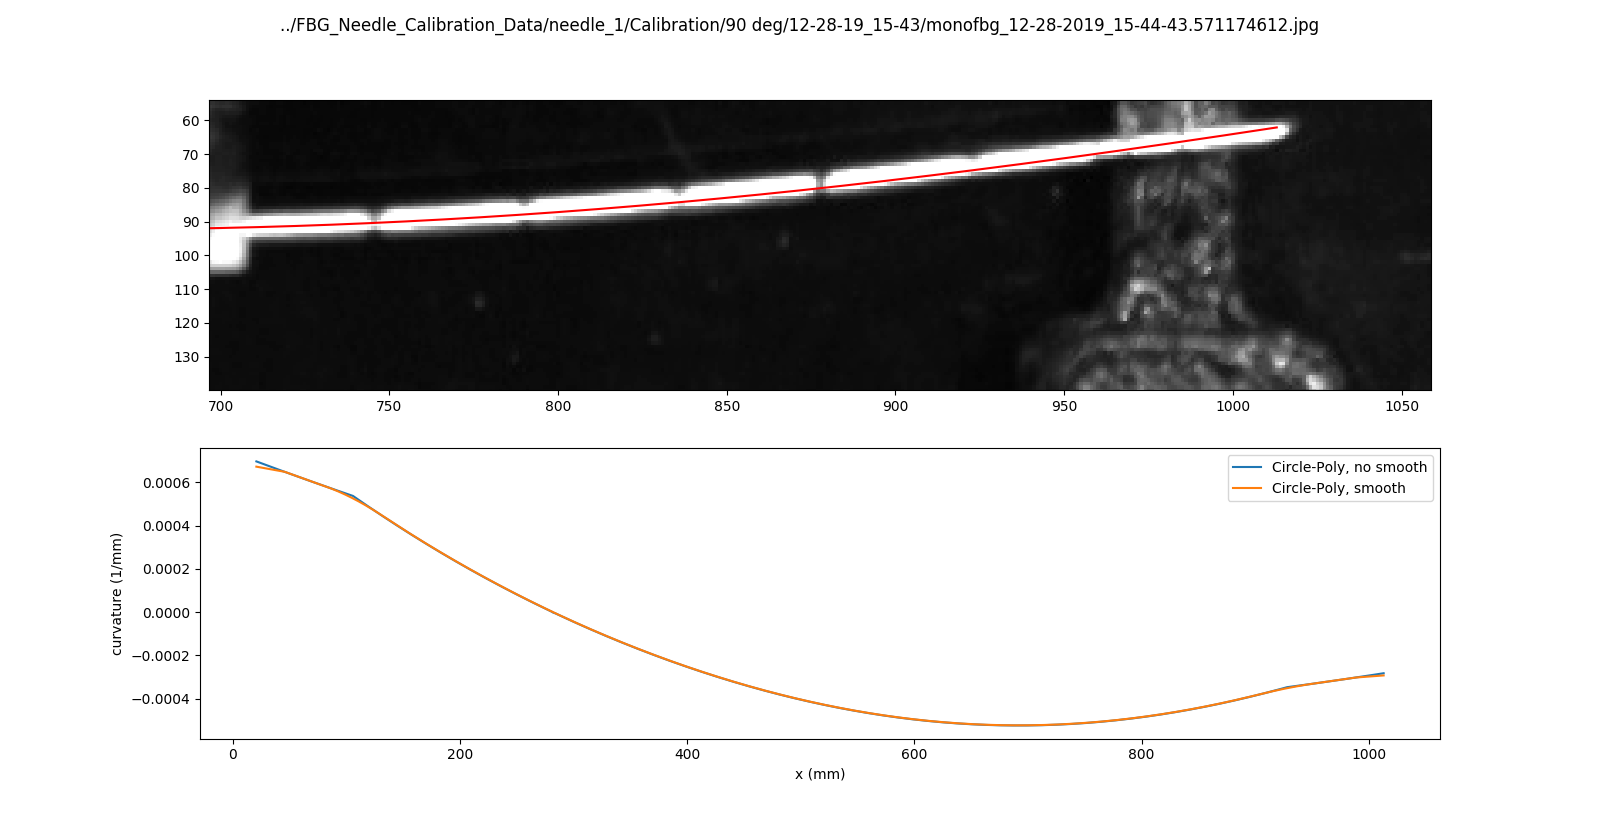 ../FBG_Needle_Calibration_Data/needle_1/Calibration/90 deg/12-28-19_15-43/monofbg_12-28-2019_15-44-43.571174612.jpg
60
70
80
90
100
110
120
130
700 750 800 850 900 950 1000 1050
Circle-Poly, no smooth
Circle-Poly, smooth
curvature (1/mm)
0.0006
0.0004
0.0002
0.0000
−0.0002
−0.0004
0 200 400 600 800 1000
x (mm)